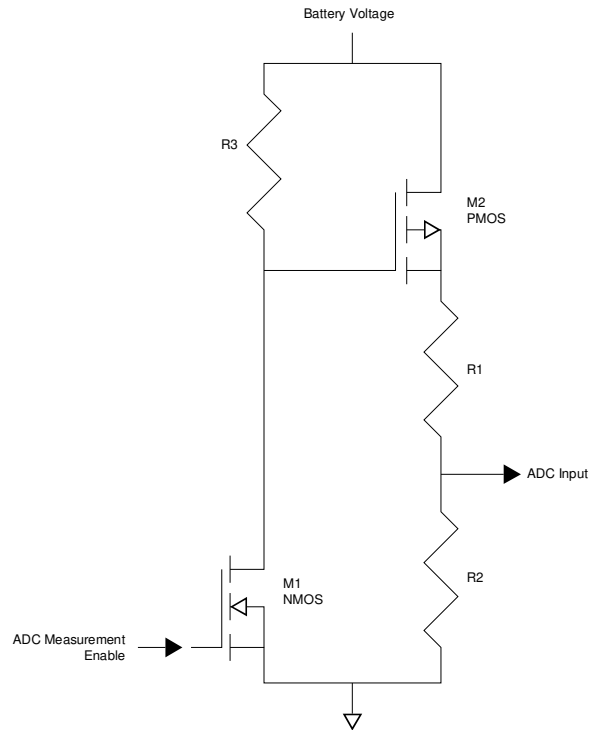 Battery Voltage
R3
M2
PMOS
R1
ADC Input
M1
NMOS
R2
ADC Measurement
Enable